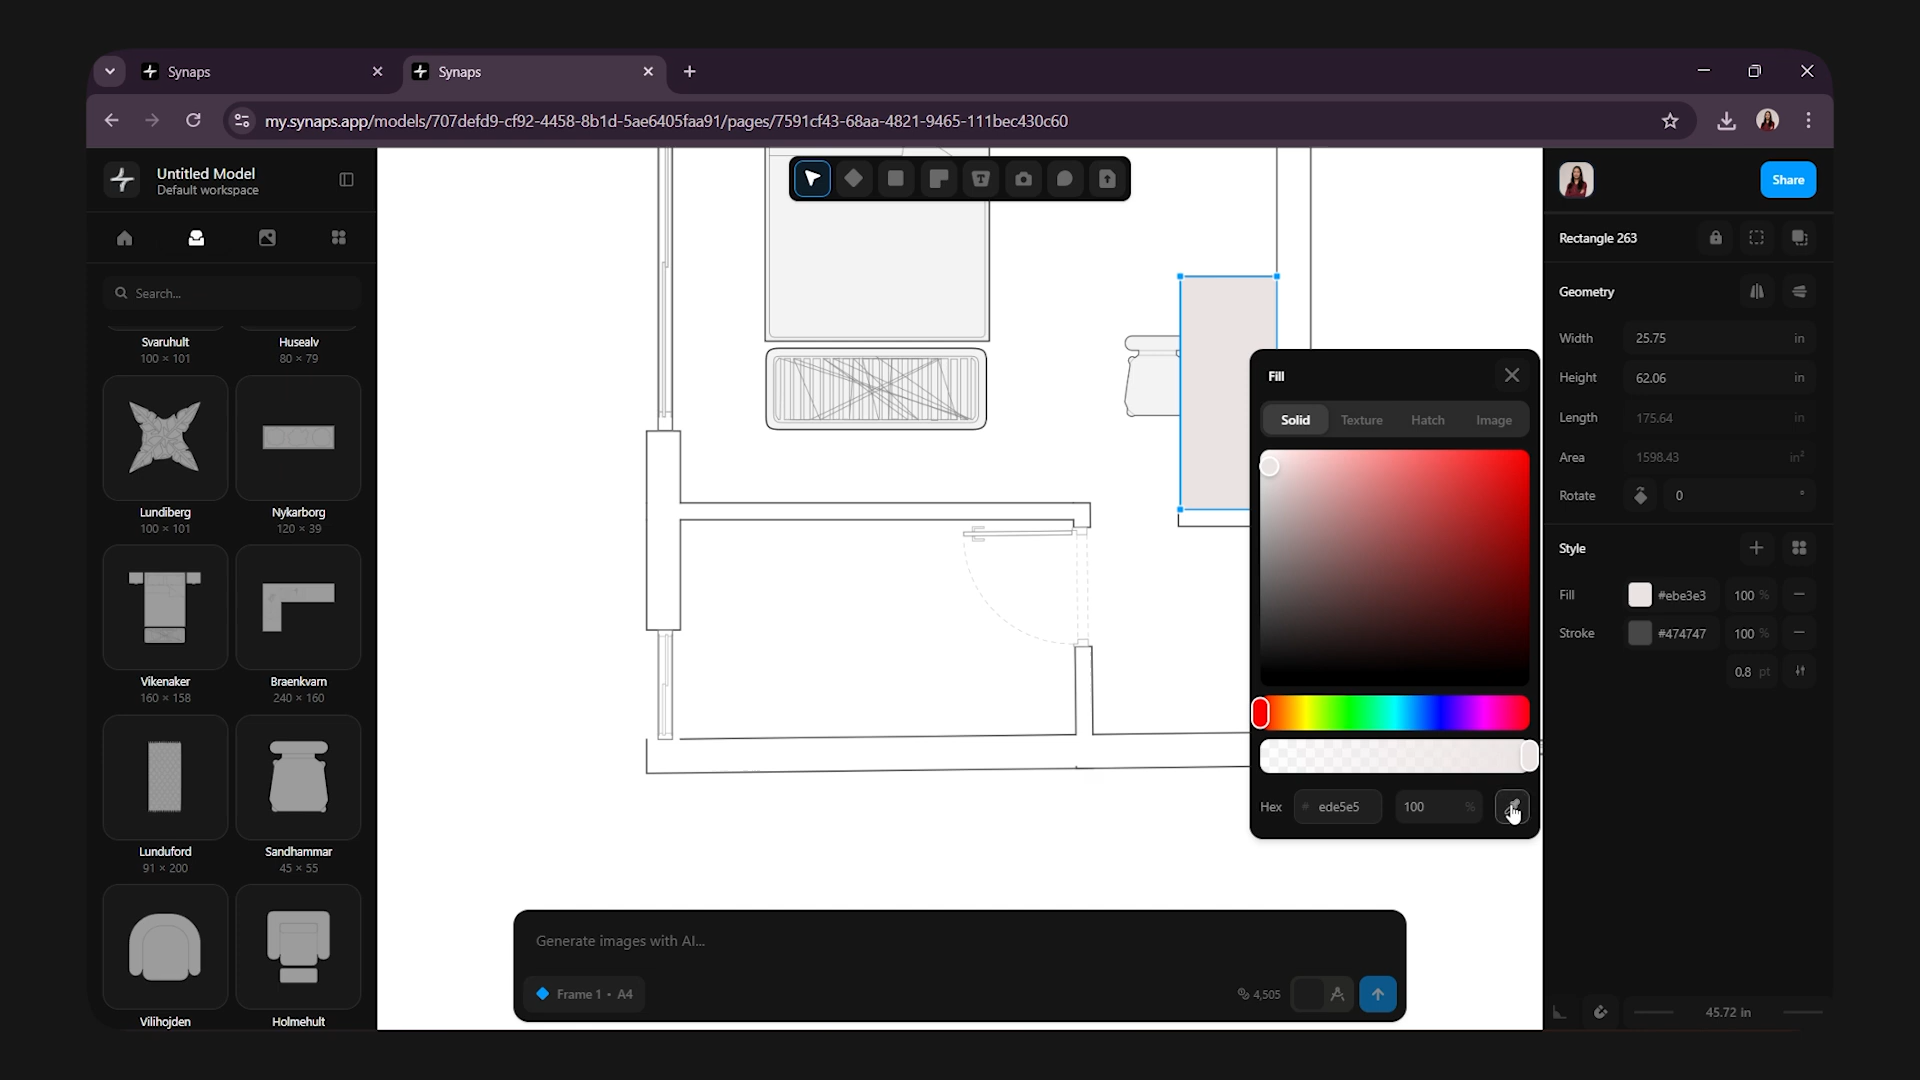 Synaps
Synaps
my.synaps.app/models/707defd9-cf92-4458-8b1d-5ae6405faa91/pages/7591cf43-68aa-4821-9465-111bec430c60
Untitled Model
Default workspace
Share
Search...
Svaruhult
100 × 101
Husealv
80 × 79
Lundiberg
100 × 101
Nykarborg
120 × 39
Vikenaker
160 × 158
Braenkvarn
240 × 160
Lunduford
91 × 200
Sandhammar
45 × 55
Vilihojden
Holmehult
T
Generate images with AI...
Frame 1 • A4
4,505
Fill
Solid
Texture
Hatch
Image
Hex
# ede5e5
100 %
Rectangle 263
Geometry
Width 25.75 in
Height 62.06 in
Length 175.64 in
Area 1598.43 in²
Rotate 0 °
Style
Fill #ebe3e3 100 %
Stroke #474747 100 %
0.8 pt
45.72 in